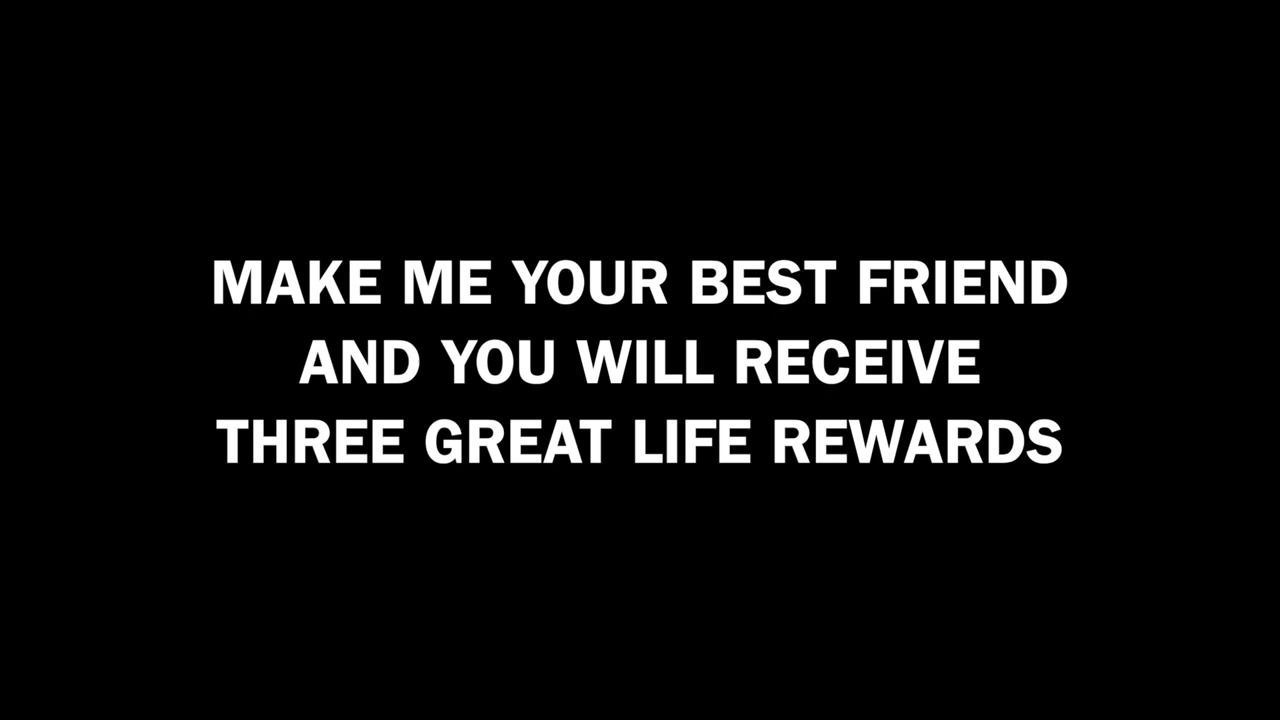 MAKE ME YOUR BEST FRIEND
AND YOU WILL RECEIVE
THREE GREAT LIFE REWARDS